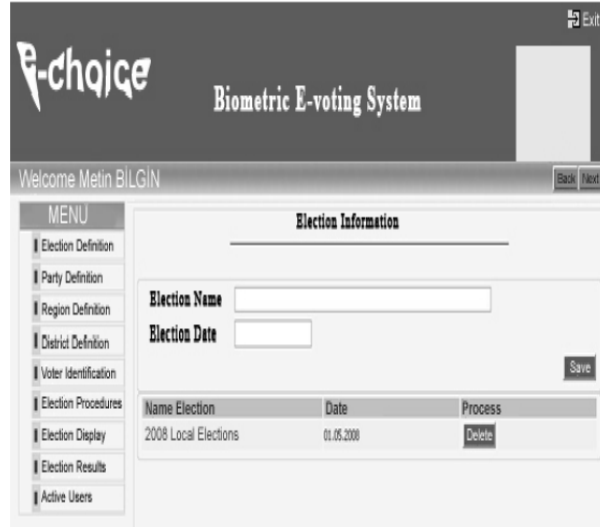 Exit
e-choice
Biometric E-voting System
Welcome Metin BİLGİN
Back Next
MENU
Election Definition
Party Definition
Region Definition
District Definition
Voter Identification
Election Procedures
Election Display
Election Results
Active Users
Election Information
Election Name
Election Date
Save
Name Election Date Process
2008 Local Elections 01.05.2008 Delete